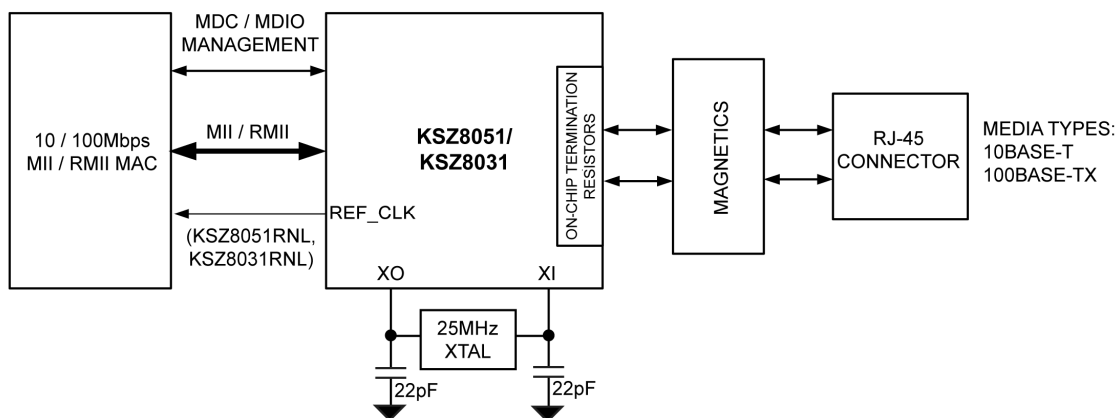 MDC / MDIO
MANAGEMENT
10 / 100Mbps
MII / RMII MAC
MII / RMII
REF_CLK
(KSZ8051RNL,
KSZ8031RNL)
KSZ8051/
KSZ8031
ON-CHIP TERMINATION
RESISTORS
XO
XI
25MHz
XTAL
22pF
22pF
MAGNETICS
RJ-45
CONNECTOR
MEDIA TYPES:
10BASE-T
100BASE-TX